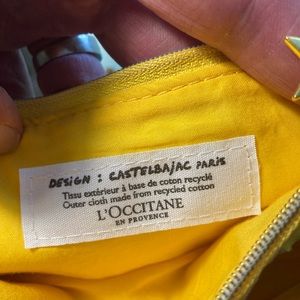 DESIGN : CASTELBAJAC PARIS
Tissu extérieur à base de coton recyclé
Outer cloth made from recycled cotton
L'OCCITANE
EN PROVENCE